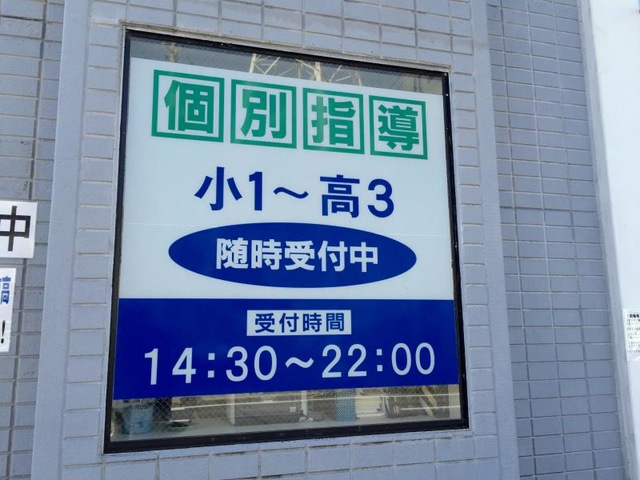 個別指導
小1～高3
随時受付中
受付時間
14:30～22:00
中
!